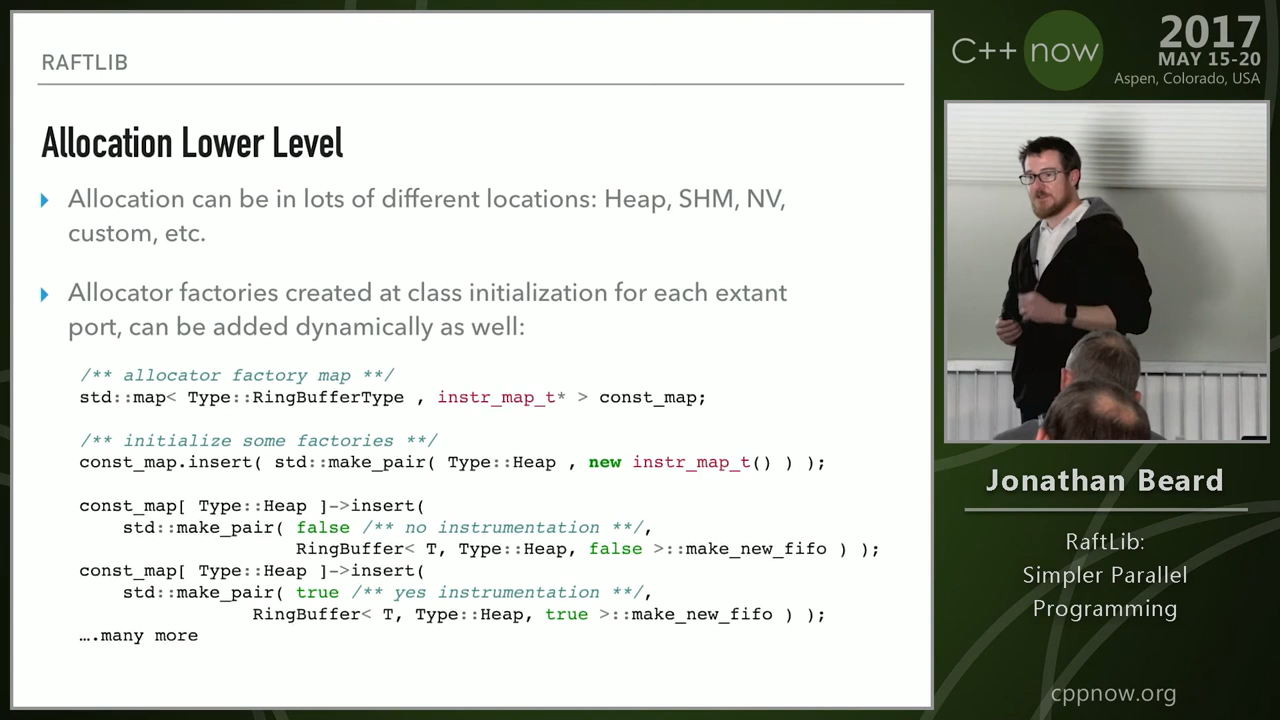 RAFTLIB
Allocation Lower Level
Allocation can be in lots of different locations: Heap, SHM, NV,
custom, etc.
Allocator factories created at class initialization for each extant
port, can be added dynamically as well:
/** allocator factory map **/
std::map< Type::RingBufferType , instr_map_t* > const_map;
/** initialize some factories **/
const_map.insert( std::make_pair( Type::Heap , new instr_map_t() ) );
const_map[ Type::Heap ]->insert(
std::make_pair( false /** no instrumentation **/,
RingBuffer< T, Type::Heap, false >::make_new_fifo ) );
const_map[ Type::Heap ]->insert(
std::make_pair( true /** yes instrumentation **/,
RingBuffer< T, Type::Heap, true >::make_new_fifo ) );
….many more
C++ now
2017
MAY 15-20
Aspen, Colorado, USA
Jonathan Beard
RaftLib:
Simpler Parallel
Programming
cppnow.org